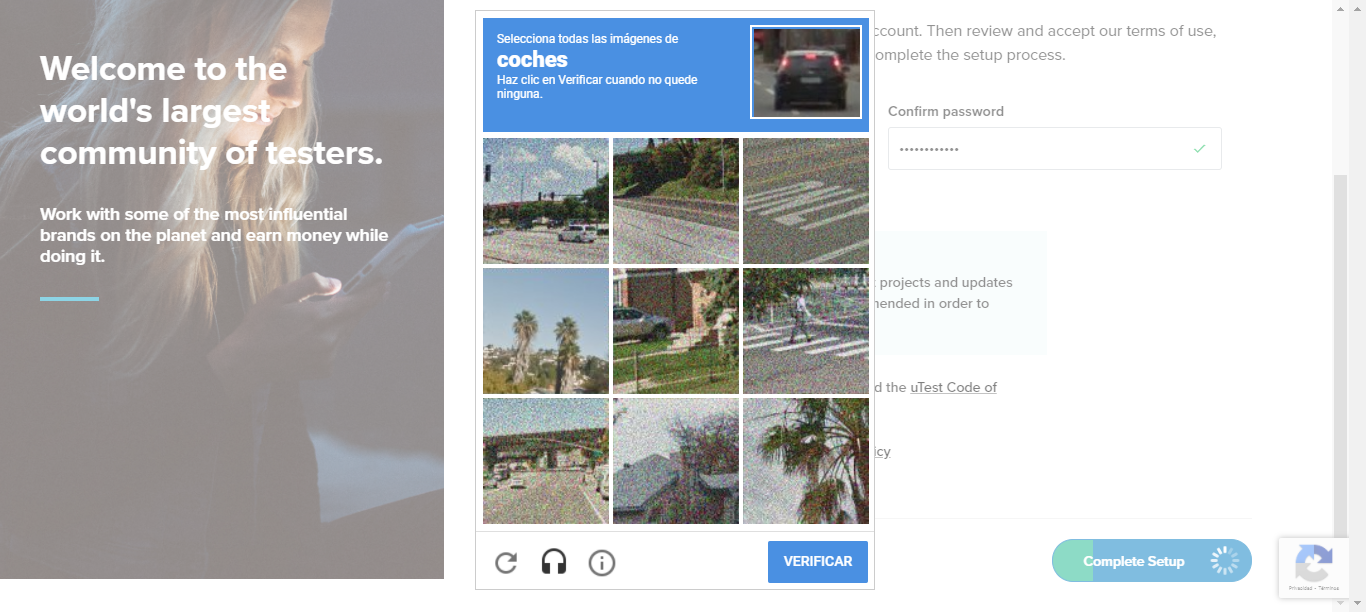 Welcome to the
world's largest
community of testers.
Work with some of the most influential
brands on the planet and earn money while
doing it.
Selecciona todas las imágenes de
coches
Haz clic en Verificar cuando no quede
ninguna.
VERIFICAR
ccount. Then review and accept our terms of use,
omplete the setup process.
Confirm password
projects and updates
nended in order to
d the uTest Code of
icy
Complete Setup
Privacidad - Términos